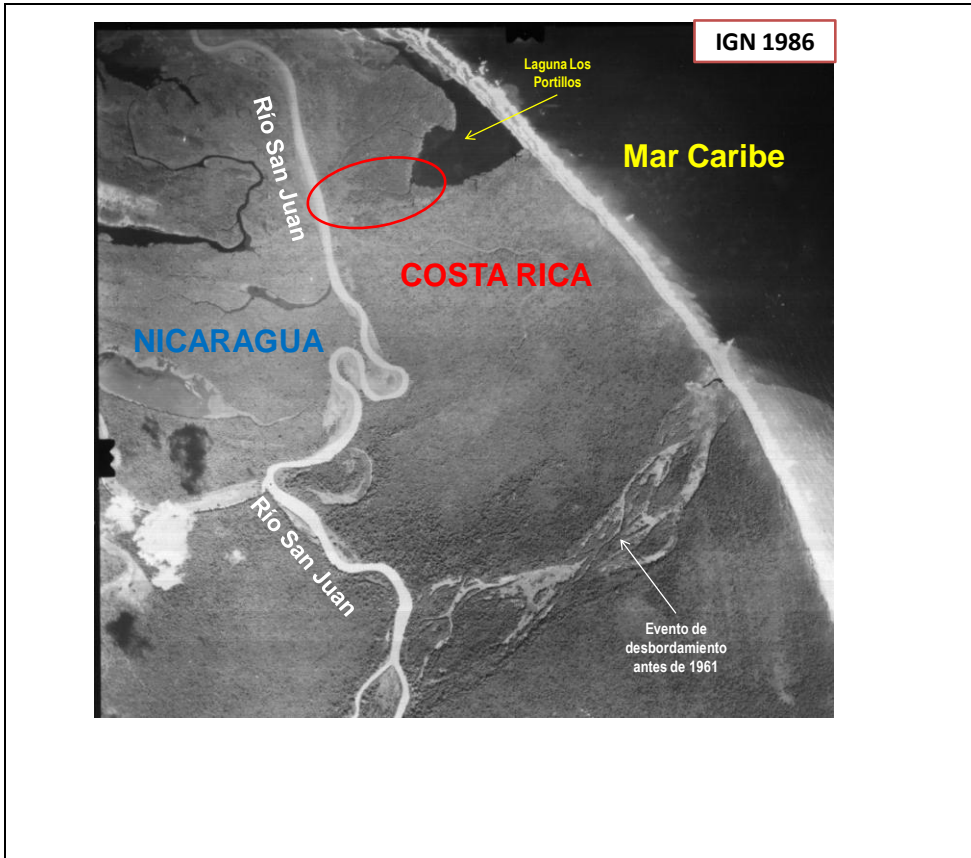 IGN 1986
Laguna Los
Portillos
Río San Juan
Mar Caribe
COSTA RICA
NICARAGUA
Río San Juan
Evento de
desbordamiento
antes de 1961